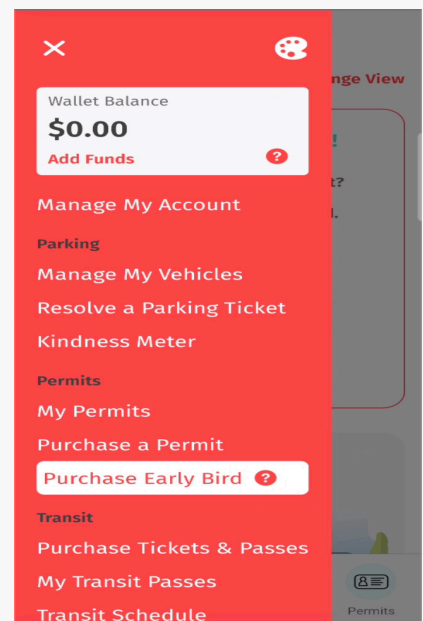 nge View
Wallet Balance
$0.00
Add Funds ?
!
t?
l.
Manage My Account
Parking
Manage My Vehicles
Resolve a Parking Ticket
Kindness Meter
Permits
My Permits
Purchase a Permit
Purchase Early Bird ?
Transit
Purchase Tickets & Passes
My Transit Passes
Transit Schedule
Permits